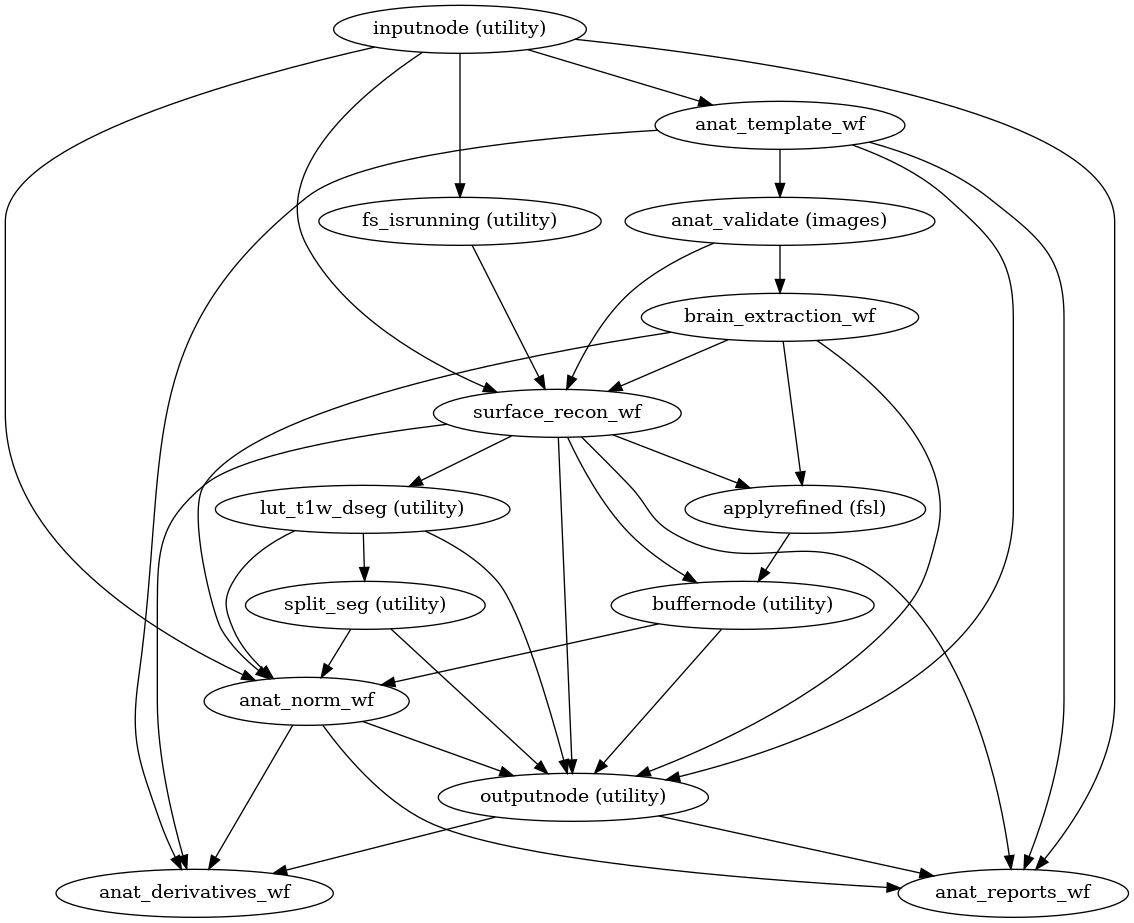 inputnode (utility)
anat_template_wf
fs_isrunning (utility)
anat_validate (images)
brain_extraction_wf
surface_recon_wf
lut_t1w_dseg (utility)
applyrefined (fsl)
split_seg (utility)
buffernode (utility)
anat_norm_wf
outputnode (utility)
anat_derivatives_wf
anat_reports_wf